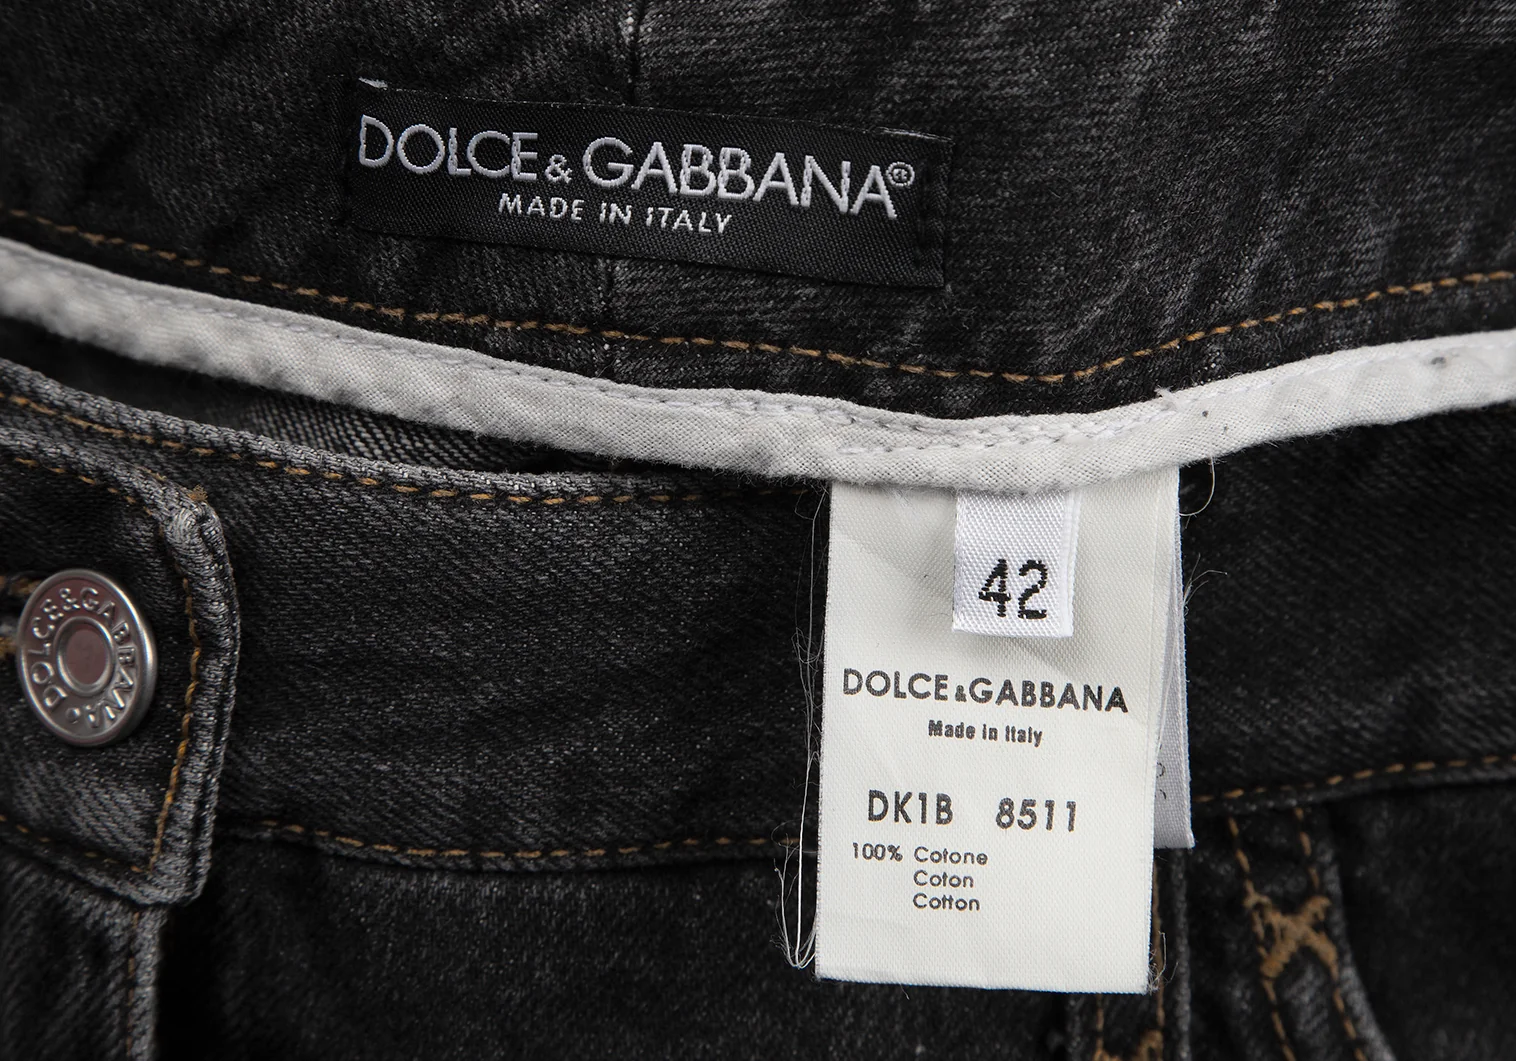 DOLCE & GABBANA®
MADE IN ITALY
42
DOLCE & GABBANA
Made in Italy
DK1B 8511
100% Cotone
Coton
Cotton
DOLCE&GABBANA